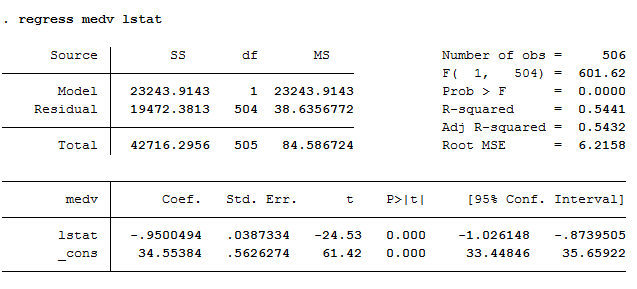 . regress medv lstat
Source SS df MS Number of obs = 506
F( 1, 504) = 601.62
Model 23243.9143 1 23243.9143 Prob > F = 0.0000
Residual 19472.3813 504 38.6356772 R-squared = 0.5441
Adj R-squared = 0.5432
Total 42716.2956 505 84.586724 Root MSE = 6.2158
medv Coef. Std. Err. t P>|t| [95% Conf. Interval]
lstat -.9500494 .0387334 -24.53 0.000 -1.026148 -.8739505
_cons 34.55384 .5626274 61.42 0.000 33.44846 35.65922